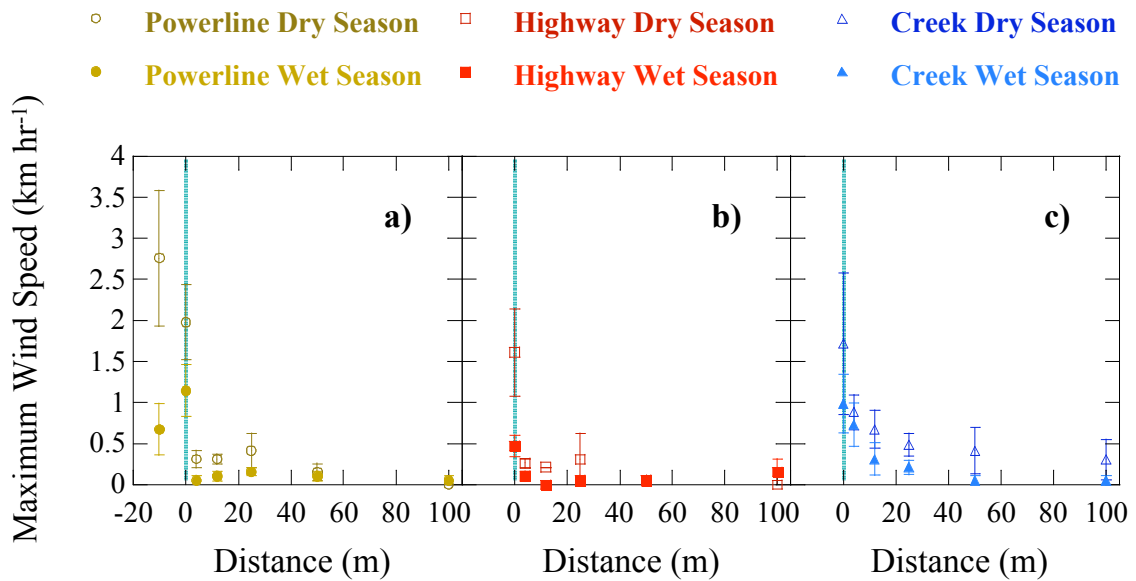 Powerline Dry Season Highway Dry Season Creek Dry Season
Powerline Wet Season Highway Wet Season Creek Wet Season
Maximum Wind Speed (km hr⁻¹)
4
3.5
3
2.5
2
1.5
1
0.5
0
a) b) c)
-20 0 20 40 60 80 100 0 20 40 60 80 100 0 20 40 60 80 100
Distance (m) Distance (m) Distance (m)